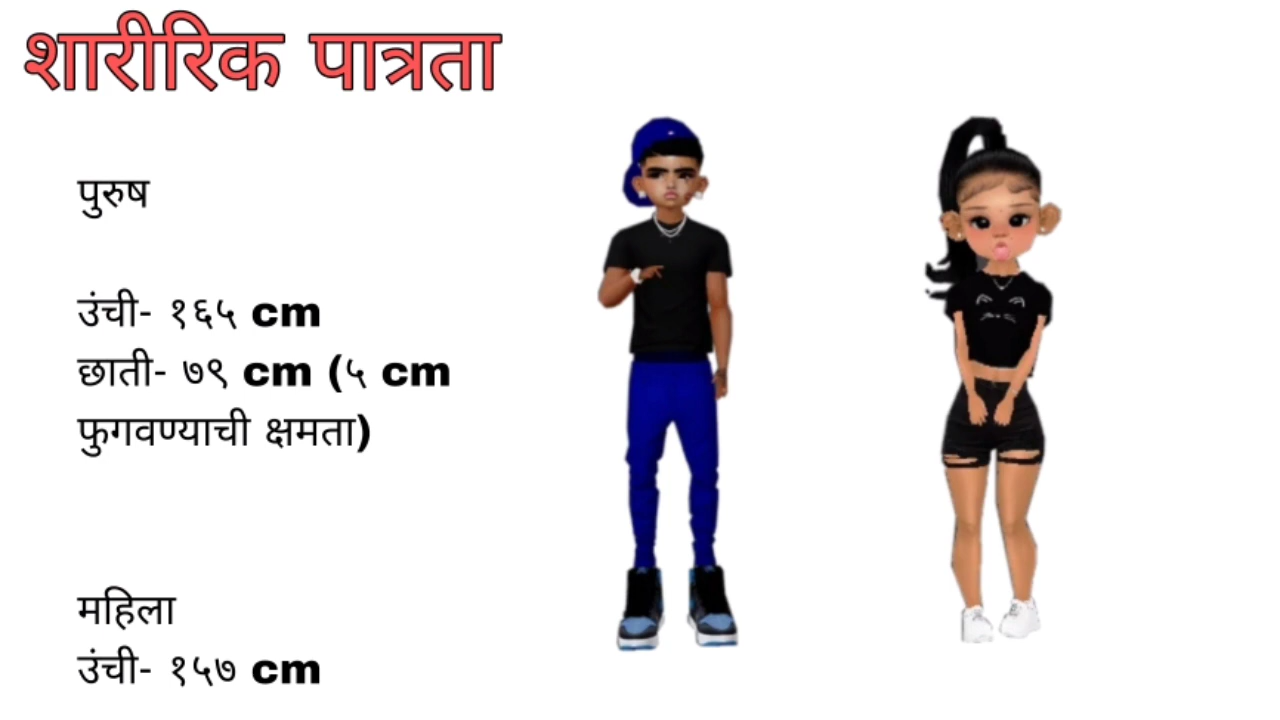 शारीरिक पात्रता
पुरुष
उंची- १६५ cm
छाती- ७९ cm (५ cm
फुगवण्याची क्षमता)
महिला
उंची- १५७ cm